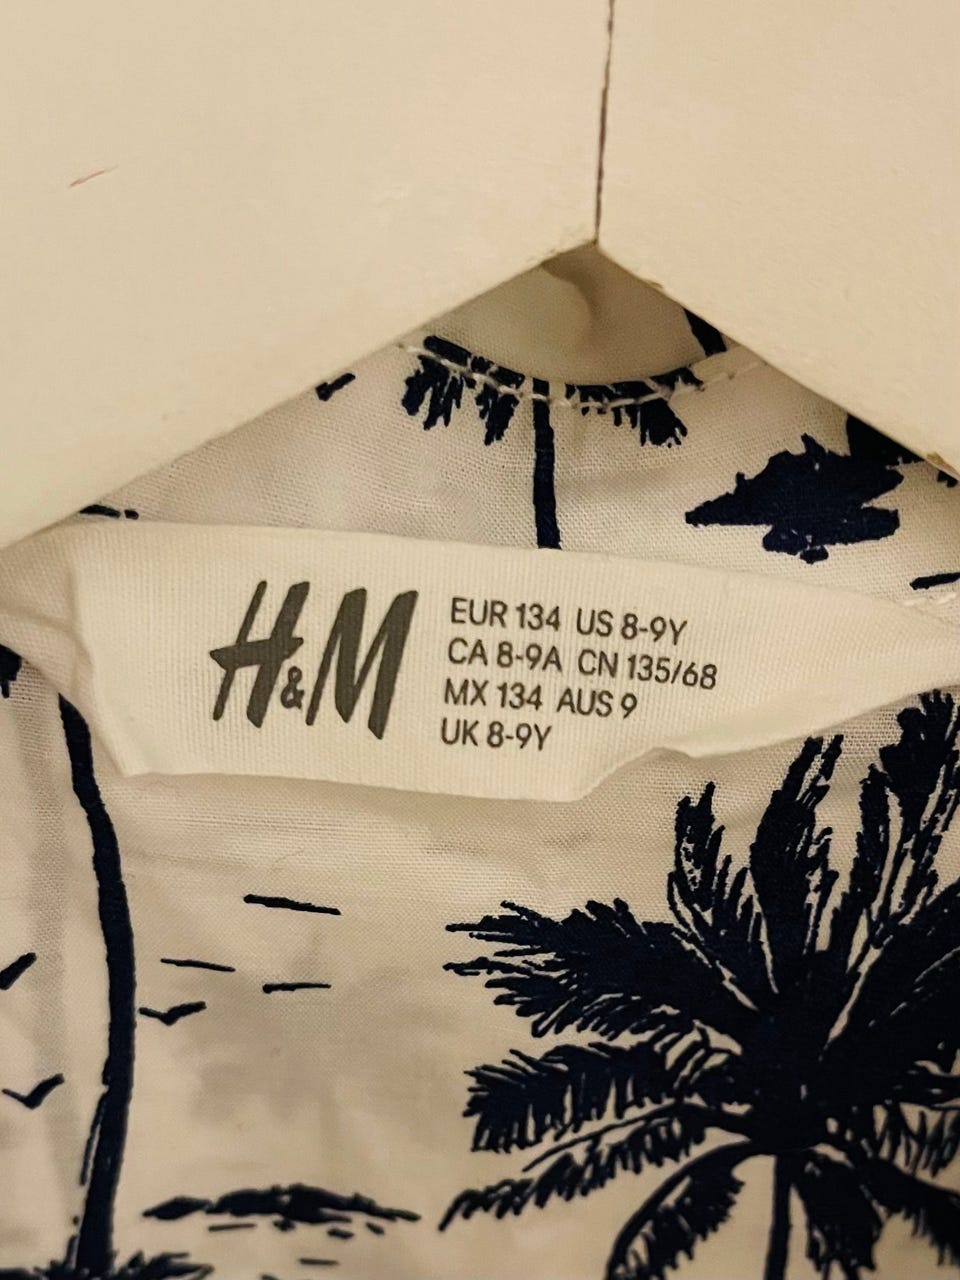 H&M
EUR 134 US 8-9Y
CA 8-9A CN 135/68
MX 134 AUS 9
UK 8-9Y